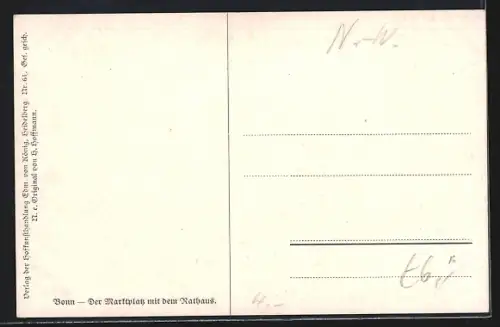 Verlag der Hofkunsthandlung Edm. von König, Heidelberg. Nr. 61. Ges. gesch.
N. e. Original von H. Hoffmann.
N.-W.
Bonn — Der Marktplatz mit dem Rathaus.
4,-